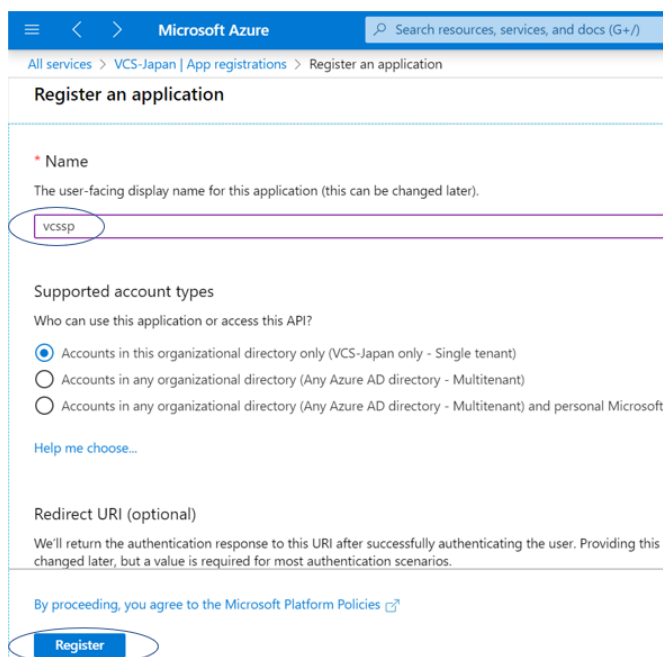 Microsoft Azure
Search resources, services, and docs (G+/)
All services > VCS-Japan | App registrations > Register an application
Register an application
* Name
The user-facing display name for this application (this can be changed later).
vcssp
Supported account types
Who can use this application or access this API?
Accounts in this organizational directory only (VCS-Japan only - Single tenant)
Accounts in any organizational directory (Any Azure AD directory - Multitenant)
Accounts in any organizational directory (Any Azure AD directory - Multitenant) and personal Microsoft
Help me choose...
Redirect URI (optional)
We'll return the authentication response to this URI after successfully authenticating the user. Providing this
changed later, but a value is required for most authentication scenarios.
By proceeding, you agree to the Microsoft Platform Policies
Register